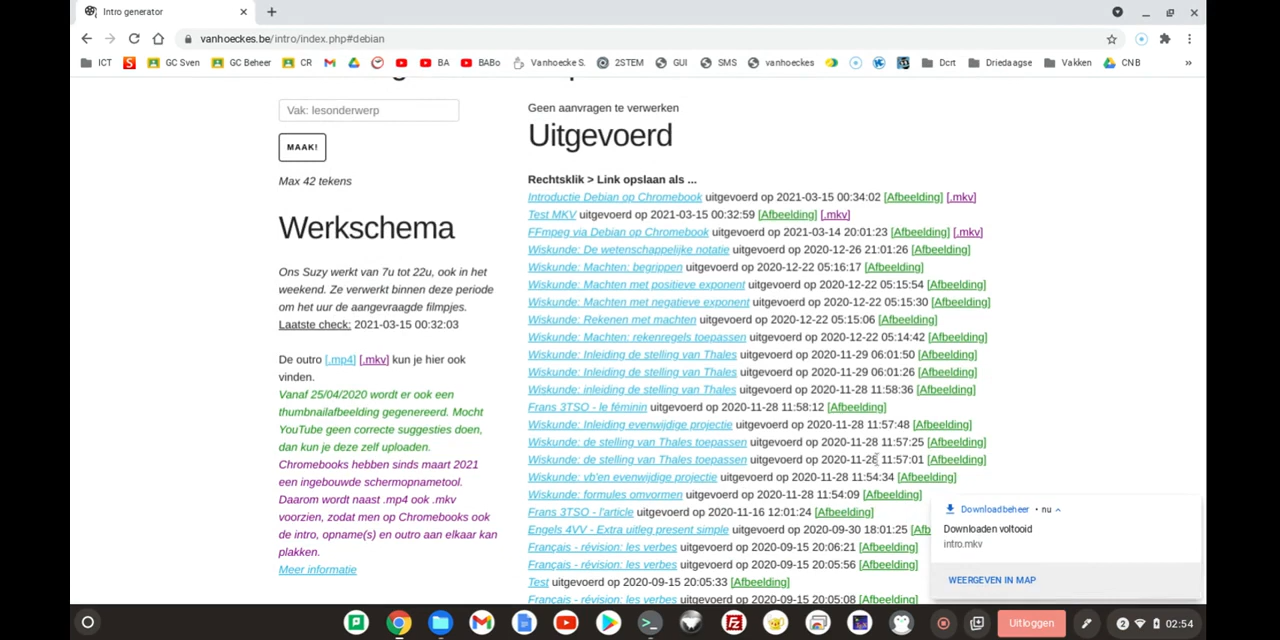 Intro generator
vanhoeckes.be/intro/index.php#debian
ICT
GC Sven
GC Beheer
CR
BA
BABo
Vanhoecke S.
2STEM
GUI
SMS
vanhoeckes
Dcrt
Driedaagse
Vakken
CNB
»
Vak: lesonderwerp
MAAK!
Max 42 tekens
Werkschema
Ons Suzy werkt van 7u tot 22u, ook in het
weekend. Ze verwerkt binnen deze periode
om het uur de aangevraagde filmpjes.
Laatste check: 2021-03-15 00:32:03
De outro [.mp4] [.mkv] kun je hier ook
vinden.
Vanaf 25/04/2020 wordt er ook een
thumbnailafbeelding gegenereerd. Mocht
YouTube geen correcte suggesties doen,
dan kun je deze zelf uploaden.
Chromebooks hebben sinds maart 2021
een ingebouwde schermopnametool.
Daarom wordt naast .mp4 ook .mkv
voorzien, zodat men op Chromebooks ook
de intro, opname(s) en outro aan elkaar kan
plakken.
Meer informatie
Geen aanvragen te verwerken
Uitgevoerd
Rechtsklik > Link opslaan als ...
Introductie Debian op Chromebook uitgevoerd op 2021-03-15 00:34:02 [Afbeelding] [.mkv]
Test MKV uitgevoerd op 2021-03-15 00:32:59 [Afbeelding] [.mkv]
FFmpeg via Debian op Chromebook uitgevoerd op 2021-03-14 20:01:23 [Afbeelding] [.mkv]
Wiskunde: De wetenschappelijke notatie uitgevoerd op 2020-12-26 21:01:26 [Afbeelding]
Wiskunde: Machten: begrippen uitgevoerd op 2020-12-22 05:16:17 [Afbeelding]
Wiskunde: Machten met positieve exponent uitgevoerd op 2020-12-22 05:15:54 [Afbeelding]
Wiskunde: Machten met negatieve exponent uitgevoerd op 2020-12-22 05:15:30 [Afbeelding]
Wiskunde: Rekenen met machten uitgevoerd op 2020-12-22 05:15:06 [Afbeelding]
Wiskunde: Machten: rekenregels toepassen uitgevoerd op 2020-12-22 05:14:42 [Afbeelding]
Wiskunde: Inleiding de stelling van Thales uitgevoerd op 2020-11-29 06:01:50 [Afbeelding]
Wiskunde: Inleiding de stelling van Thales uitgevoerd op 2020-11-29 06:01:26 [Afbeelding]
Wiskunde: inleiding de stelling van Thales uitgevoerd op 2020-11-28 11:58:36 [Afbeelding]
Frans 3TSO - le féminin uitgevoerd op 2020-11-28 11:58:12 [Afbeelding]
Wiskunde: Inleiding evenwijdige projectie uitgevoerd op 2020-11-28 11:57:48 [Afbeelding]
Wiskunde: de stelling van Thales toepassen uitgevoerd op 2020-11-28 11:57:25 [Afbeelding]
Wiskunde: de stelling van Thales toepassen uitgevoerd op 2020-11-28 11:57:01 [Afbeelding]
Wiskunde: vb'en evenwijdige projectie uitgevoerd op 2020-11-28 11:54:34 [Afbeelding]
Wiskunde: formules omvormen uitgevoerd op 2020-11-28 11:54:09 [Afbeelding]
Frans 3TSO - l'article uitgevoerd op 2020-11-16 12:01:24 [Afbeelding]
Engels 4VV - Extra uitleg present simple uitgevoerd op 2020-09-30 18:01:25 [Afb
Français - révision: les verbes uitgevoerd op 2020-09-15 20:06:21 [Afbeelding]
Français - révision: les verbes uitgevoerd op 2020-09-15 20:05:56 [Afbeelding]
Test uitgevoerd op 2020-09-15 20:05:33 [Afbeelding]
Français - révision: les verbes uitgevoerd op 2020-09-15 20:05:08 [Afbeelding]
Downloadbeheer • nu
Downloaden voltooid
intro.mkv
WEERGEVEN IN MAP
Uitloggen
2
02:54